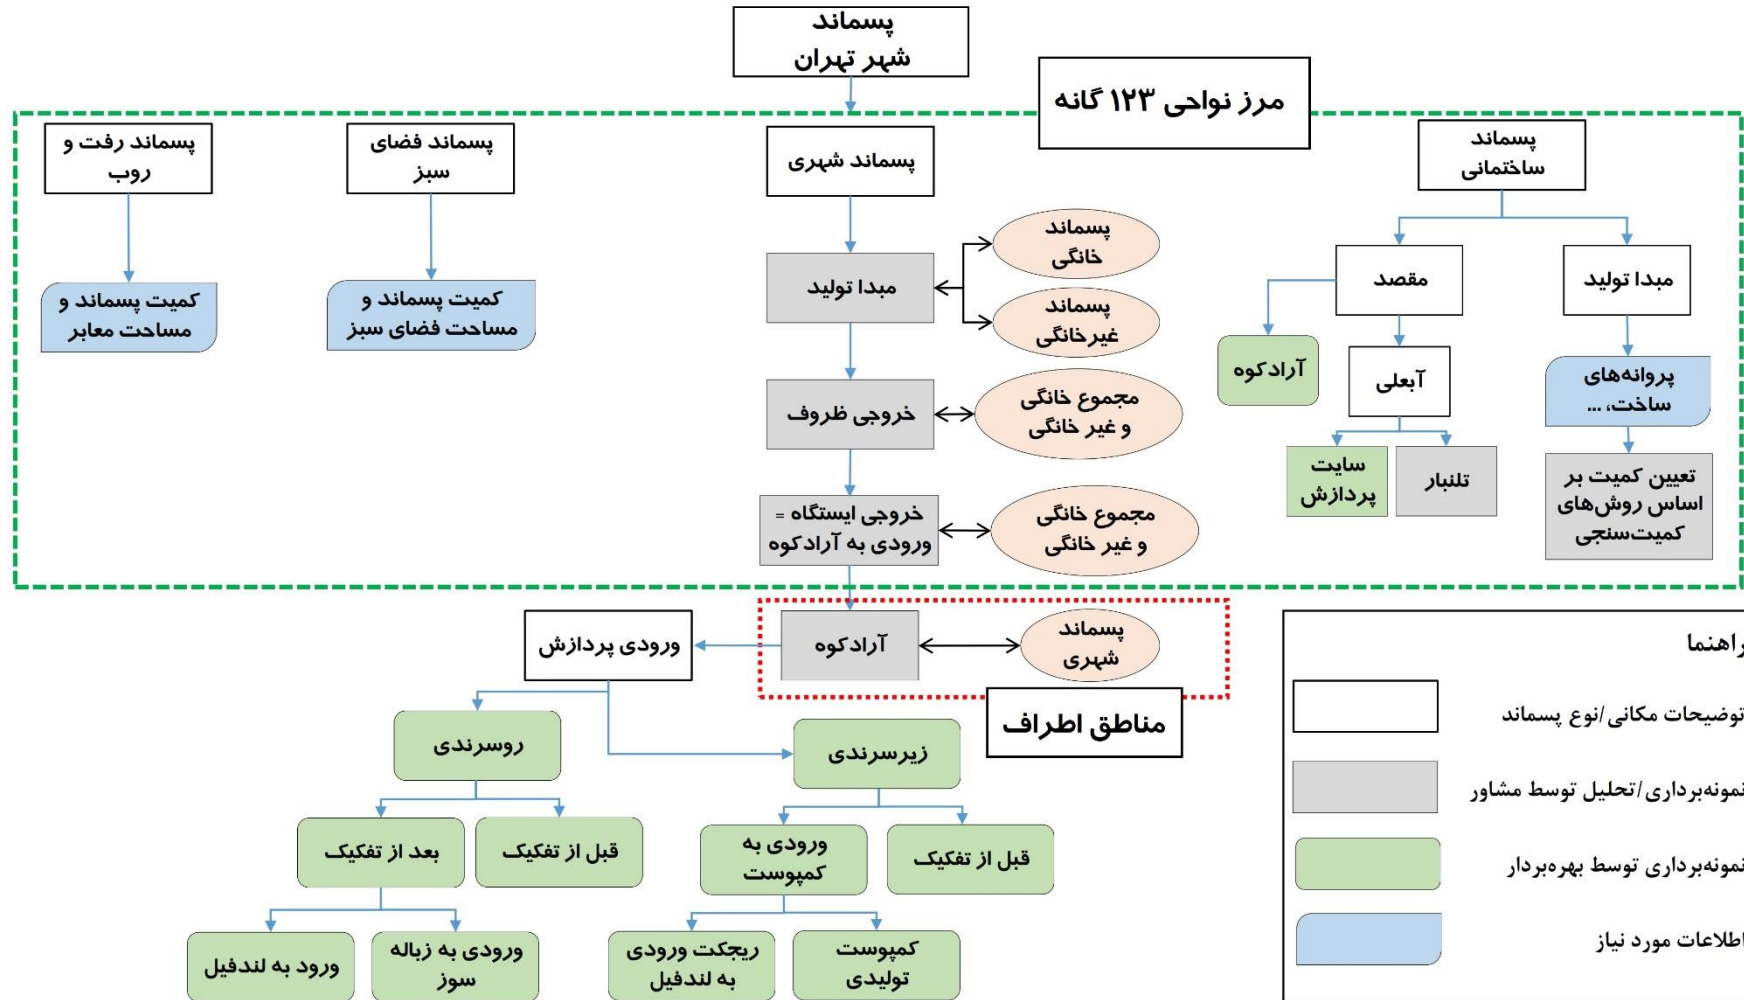 پسماند
شهر تهران
مرز نواحی ۱۲۳ گانه
پسماند
ساختمانی
پسماند شهری
پسماند فضای
سبز
پسماند رفت و
روب
مبدا تولید
مقصد
پسماند
خانگی
مبدا تولید
پسماند
غیرخانگی
کمیت پسماند و
مساحت فضای سبز
کمیت پسماند و
مساحت معابر
پروانه‌های
ساخت، ...
آبعلی
آرادکوه
مجموع خانگی
و غیر خانگی
خروجی ظروف
تعیین کمیت بر
اساس روش‌های
کمیت‌سنجی
تلنبار
سایت
پردازش
مجموع خانگی
و غیر خانگی
خروجی ایستگاه =
ورودی به آرادکوه
پسماند
شهری
آرادکوه
ورودی پردازش
مناطق اطراف
زیرسرندی
روسرندی
قبل از تفکیک
ورودی به
کمپوست
قبل از تفکیک
بعد از تفکیک
کمپوست
تولیدی
ریجکت ورودی
به لندفیل
ورودی به زباله
سوز
ورود به لندفیل
راهنما
توضیحات مکانی/نوع پسماند
نمونه‌برداری/تحلیل توسط مشاور
نمونه‌برداری توسط بهره‌بردار
اطلاعات مورد نیاز